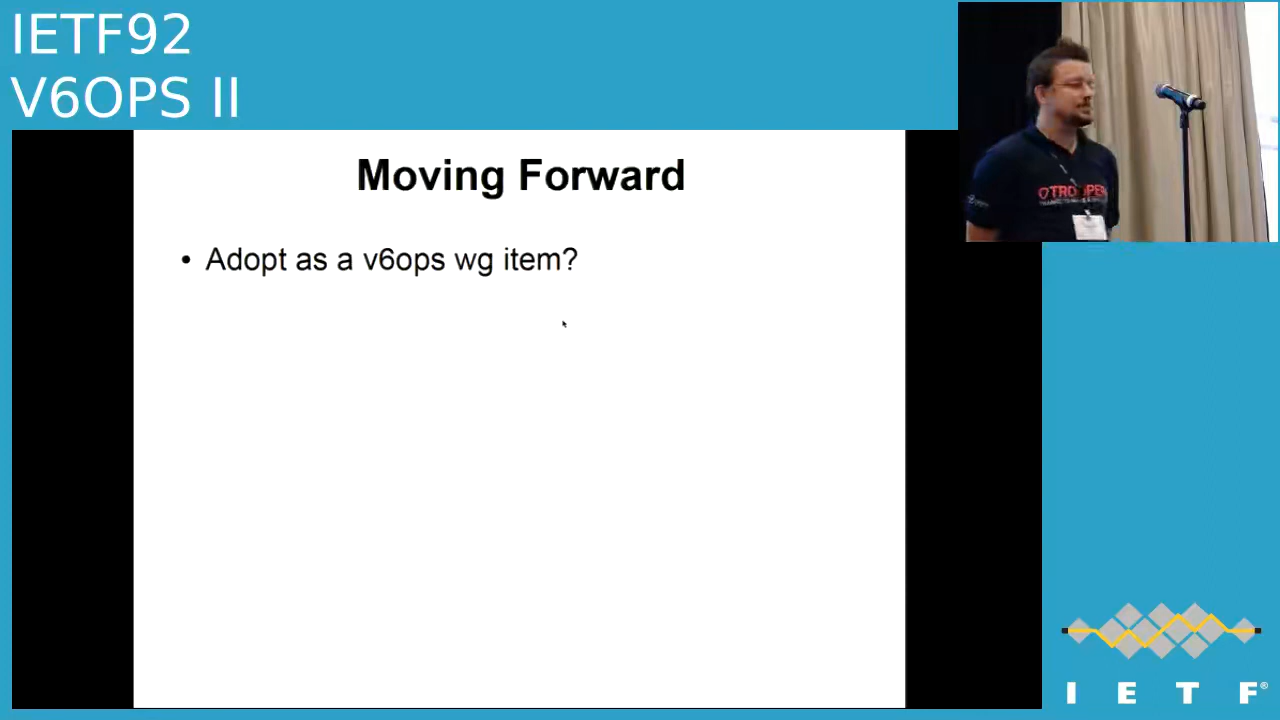 IETF92
V6OPS II
Moving Forward
• Adopt as a v6ops wg item?
I E T F®